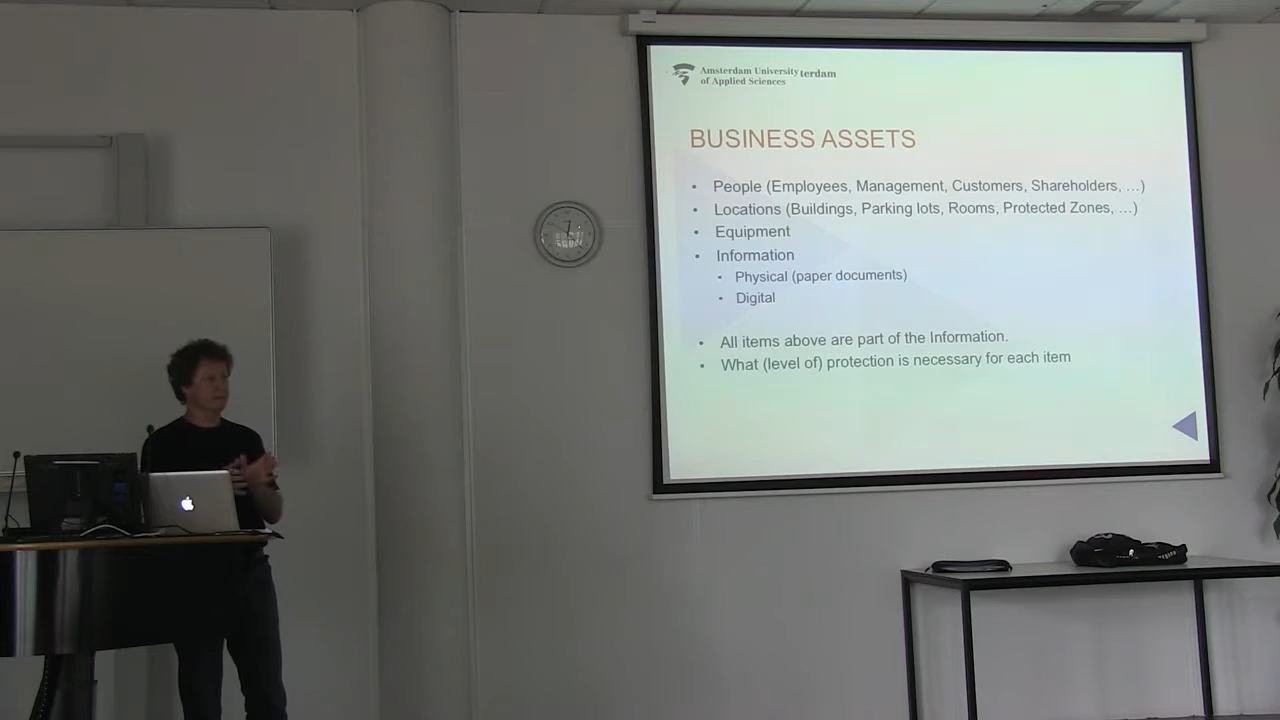 Amsterdam University terdam
of Applied Sciences
BUSINESS ASSETS
• People (Employees, Management, Customers, Shareholders, …)
• Locations (Buildings, Parking lots, Rooms, Protected Zones, …)
• Equipment
• Information
• Physical (paper documents)
• Digital
• All items above are part of the Information.
• What (level of) protection is necessary for each item